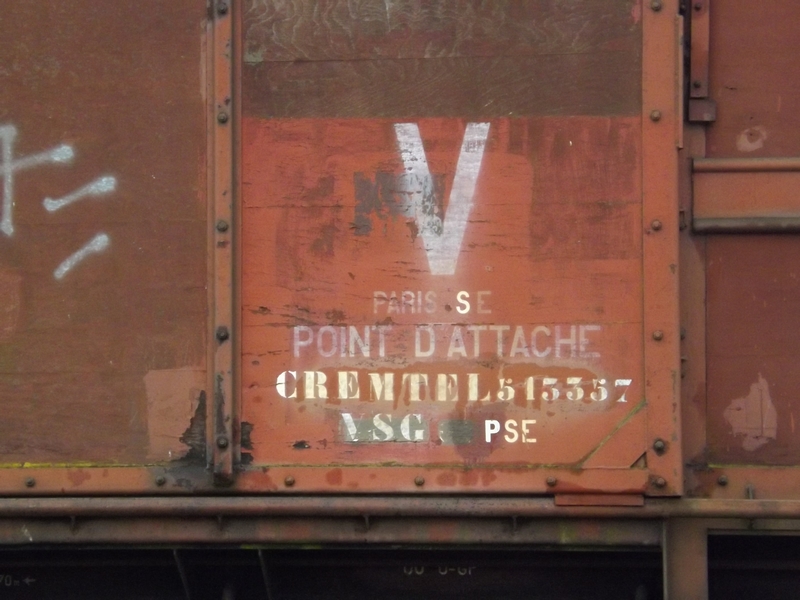 V
PARIS SE
POINT D'ATTACHE
CREMTEL 513357
VSG PSE